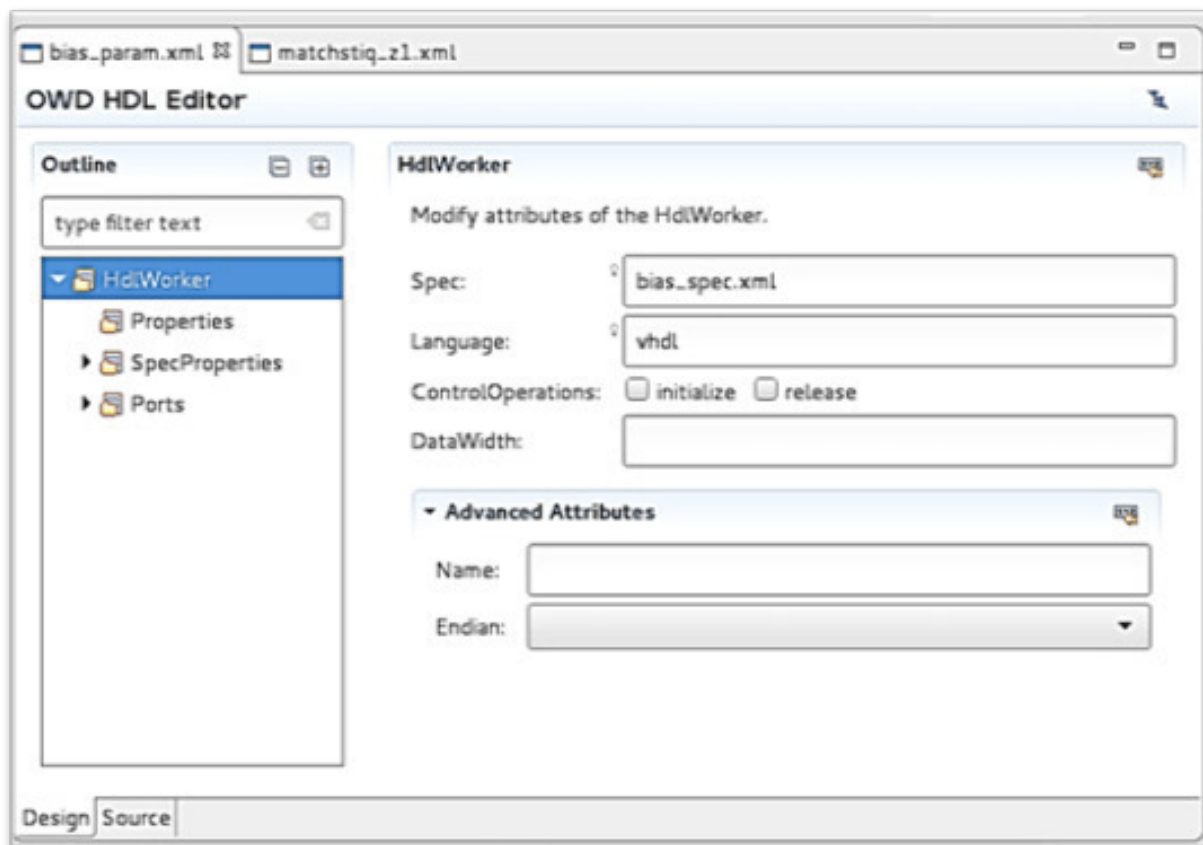 bias_param.xml matchstiq_z1.xml
OWD HDL Editor
Outline
type filter text
HdlWorker
Properties
SpecProperties
Ports
HdlWorker
Modify attributes of the HdlWorker.
Spec: bias_spec.xml
Language: vhdl
ControlOperations: initialize release
DataWidth:
Advanced Attributes
Name:
Endian:
Design Source